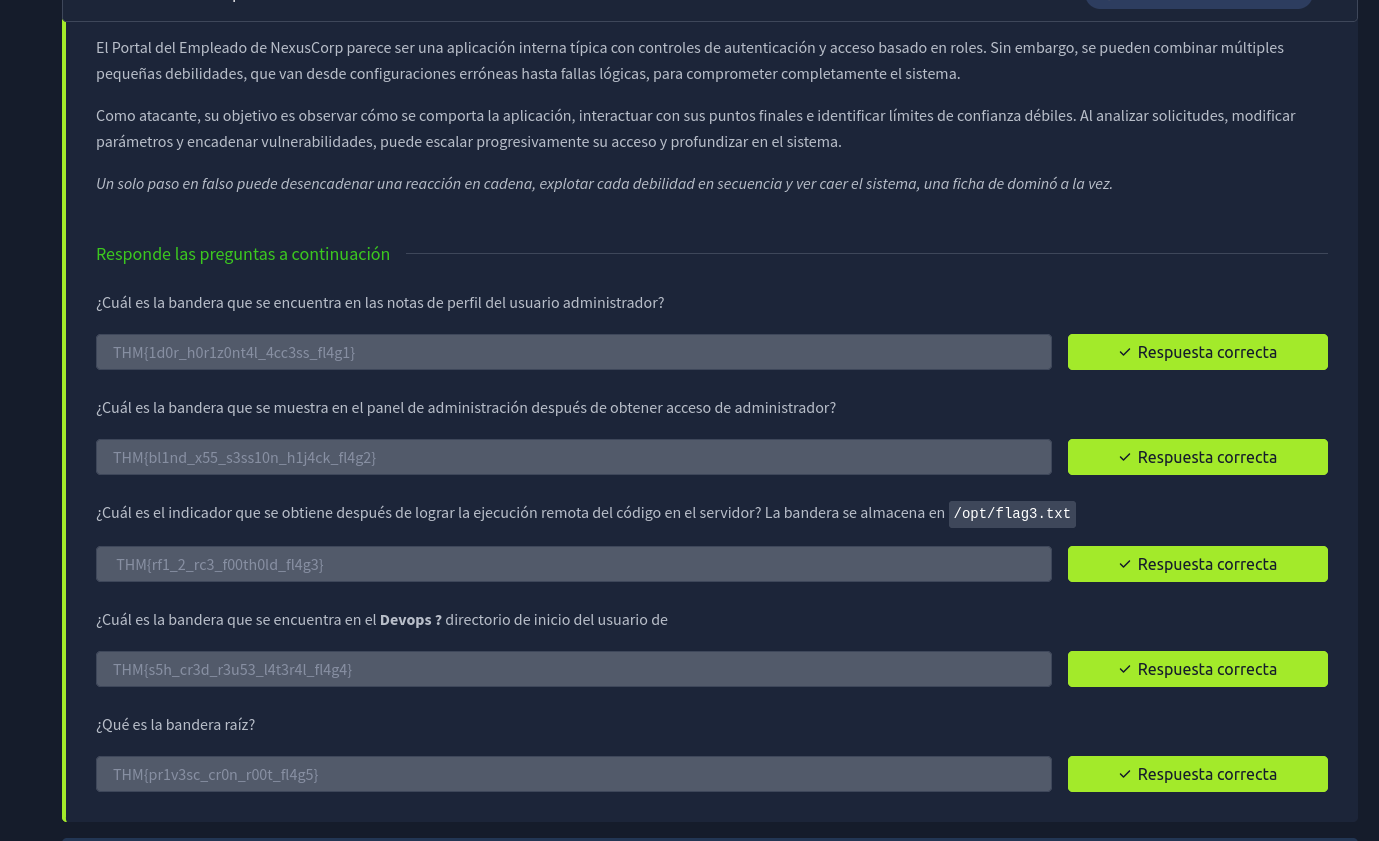 El Portal del Empleado de NexusCorp parece ser una aplicación interna típica con controles de autenticación y acceso basado en roles. Sin embargo, se pueden combinar múltiples
pequeñas debilidades, que van desde configuraciones erróneas hasta fallas lógicas, para comprometer completamente el sistema.
Como atacante, su objetivo es observar cómo se comporta la aplicación, interactuar con sus puntos finales e identificar límites de confianza débiles. Al analizar solicitudes, modificar
parámetros y encadenar vulnerabilidades, puede escalar progresivamente su acceso y profundizar en el sistema.
Un solo paso en falso puede desencadenar una reacción en cadena, explotar cada debilidad en secuencia y ver caer el sistema, una ficha de dominó a la vez.
Responde las preguntas a continuación
¿Cuál es la bandera que se encuentra en las notas de perfil del usuario administrador?
THM{1d0r_h0r1z0nt4l_4cc3ss_fl4g1}
✓ Respuesta correcta
¿Cuál es la bandera que se muestra en el panel de administración después de obtener acceso de administrador?
THM{bl1nd_x55_s3ss10n_h1j4ck_fl4g2}
✓ Respuesta correcta
¿Cuál es el indicador que se obtiene después de lograr la ejecución remota del código en el servidor? La bandera se almacena en /opt/flag3.txt
THM{rf1_2_rc3_f00th0ld_fl4g3}
✓ Respuesta correcta
¿Cuál es la bandera que se encuentra en el Devops ? directorio de inicio del usuario de
THM{s5h_cr3d_r3u53_l4t3r4l_fl4g4}
✓ Respuesta correcta
¿Qué es la bandera raíz?
THM{pr1v3sc_cr0n_r00t_fl4g5}
✓ Respuesta correcta